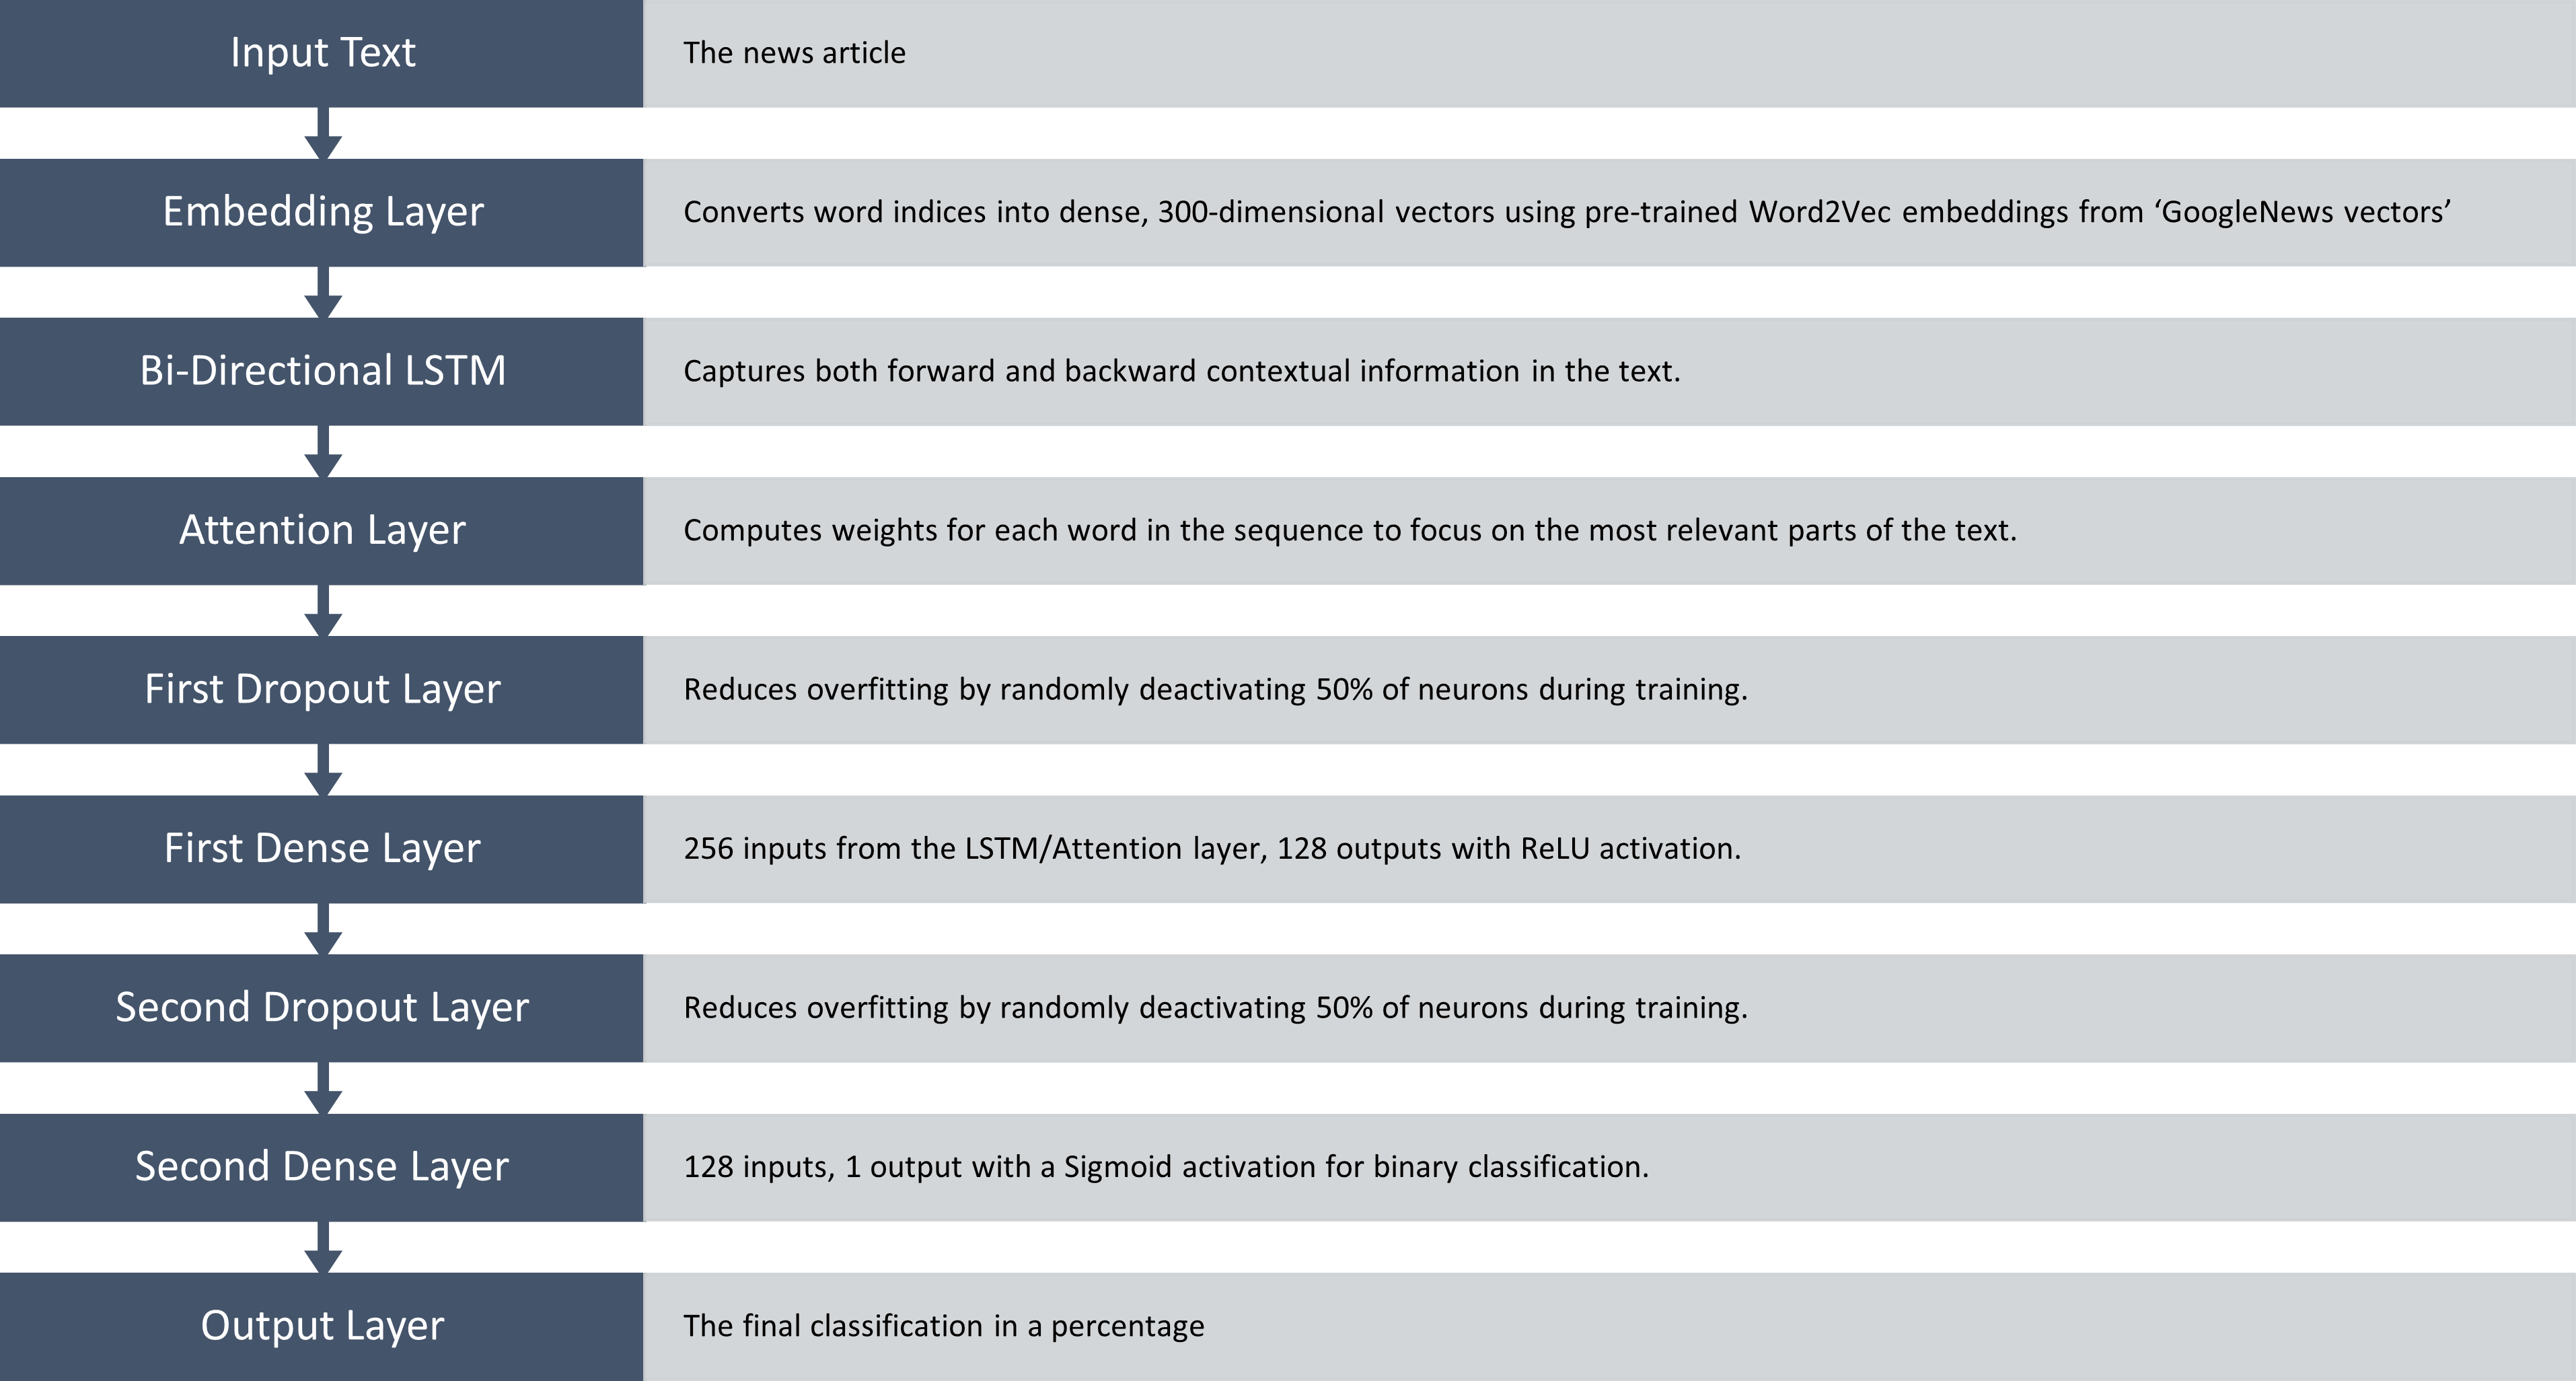 Input Text
The news article
Embedding Layer
Converts word indices into dense, 300-dimensional vectors using pre-trained Word2Vec embeddings from ‘GoogleNews vectors’
Bi-Directional LSTM
Captures both forward and backward contextual information in the text.
Attention Layer
Computes weights for each word in the sequence to focus on the most relevant parts of the text.
First Dropout Layer
Reduces overfitting by randomly deactivating 50% of neurons during training.
First Dense Layer
256 inputs from the LSTM/Attention layer, 128 outputs with ReLU activation.
Second Dropout Layer
Reduces overfitting by randomly deactivating 50% of neurons during training.
Second Dense Layer
128 inputs, 1 output with a Sigmoid activation for binary classification.
Output Layer
The final classification in a percentage